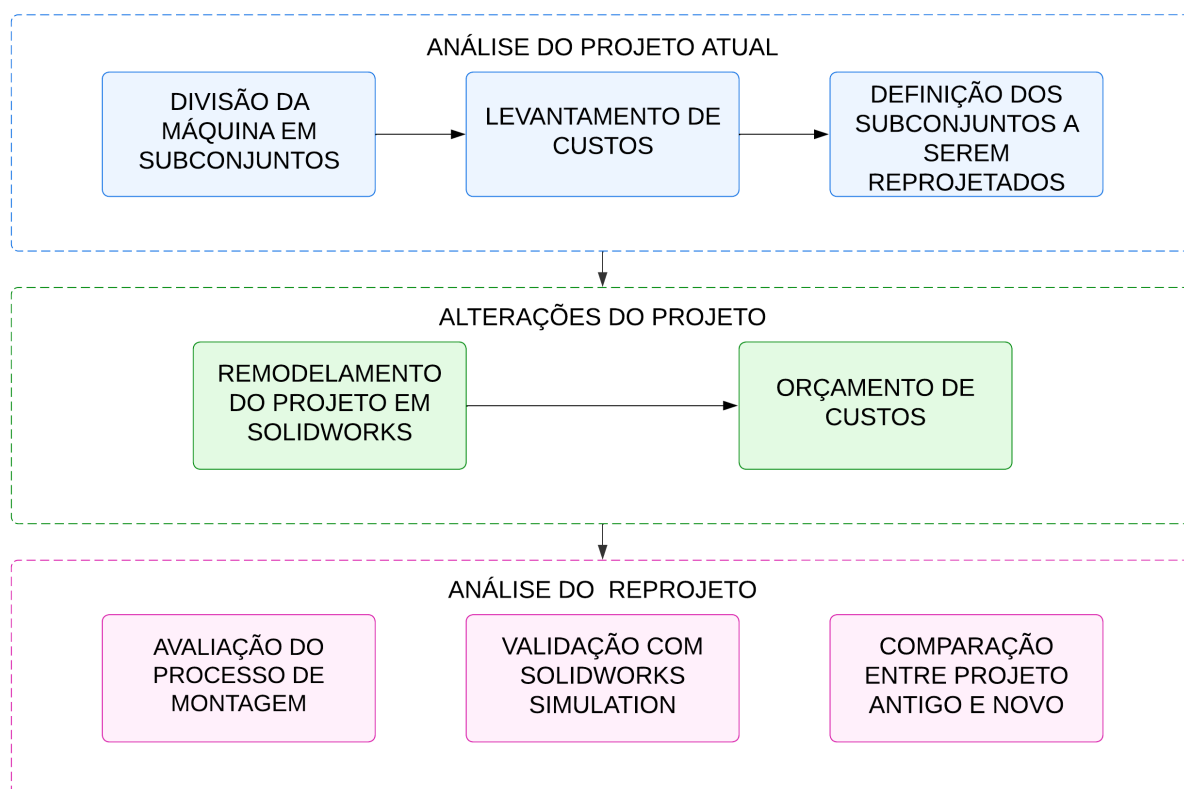 ANÁLISE DO PROJETO ATUAL
DIVISÃO DA
MÁQUINA EM
SUBCONJUNTOS
LEVANTAMENTO DE
CUSTOS
DEFINIÇÃO DOS
SUBCONJUNTOS A
SEREM
REPROJETADOS
ALTERAÇÕES DO PROJETO
REMODELAMENTO
DO PROJETO EM
SOLIDWORKS
ORÇAMENTO DE
CUSTOS
ANÁLISE DO  REPROJETO
AVALIAÇÃO DO
PROCESSO DE
MONTAGEM
VALIDAÇÃO COM
SOLIDWORKS
SIMULATION
COMPARAÇÃO
ENTRE PROJETO
ANTIGO E NOVO